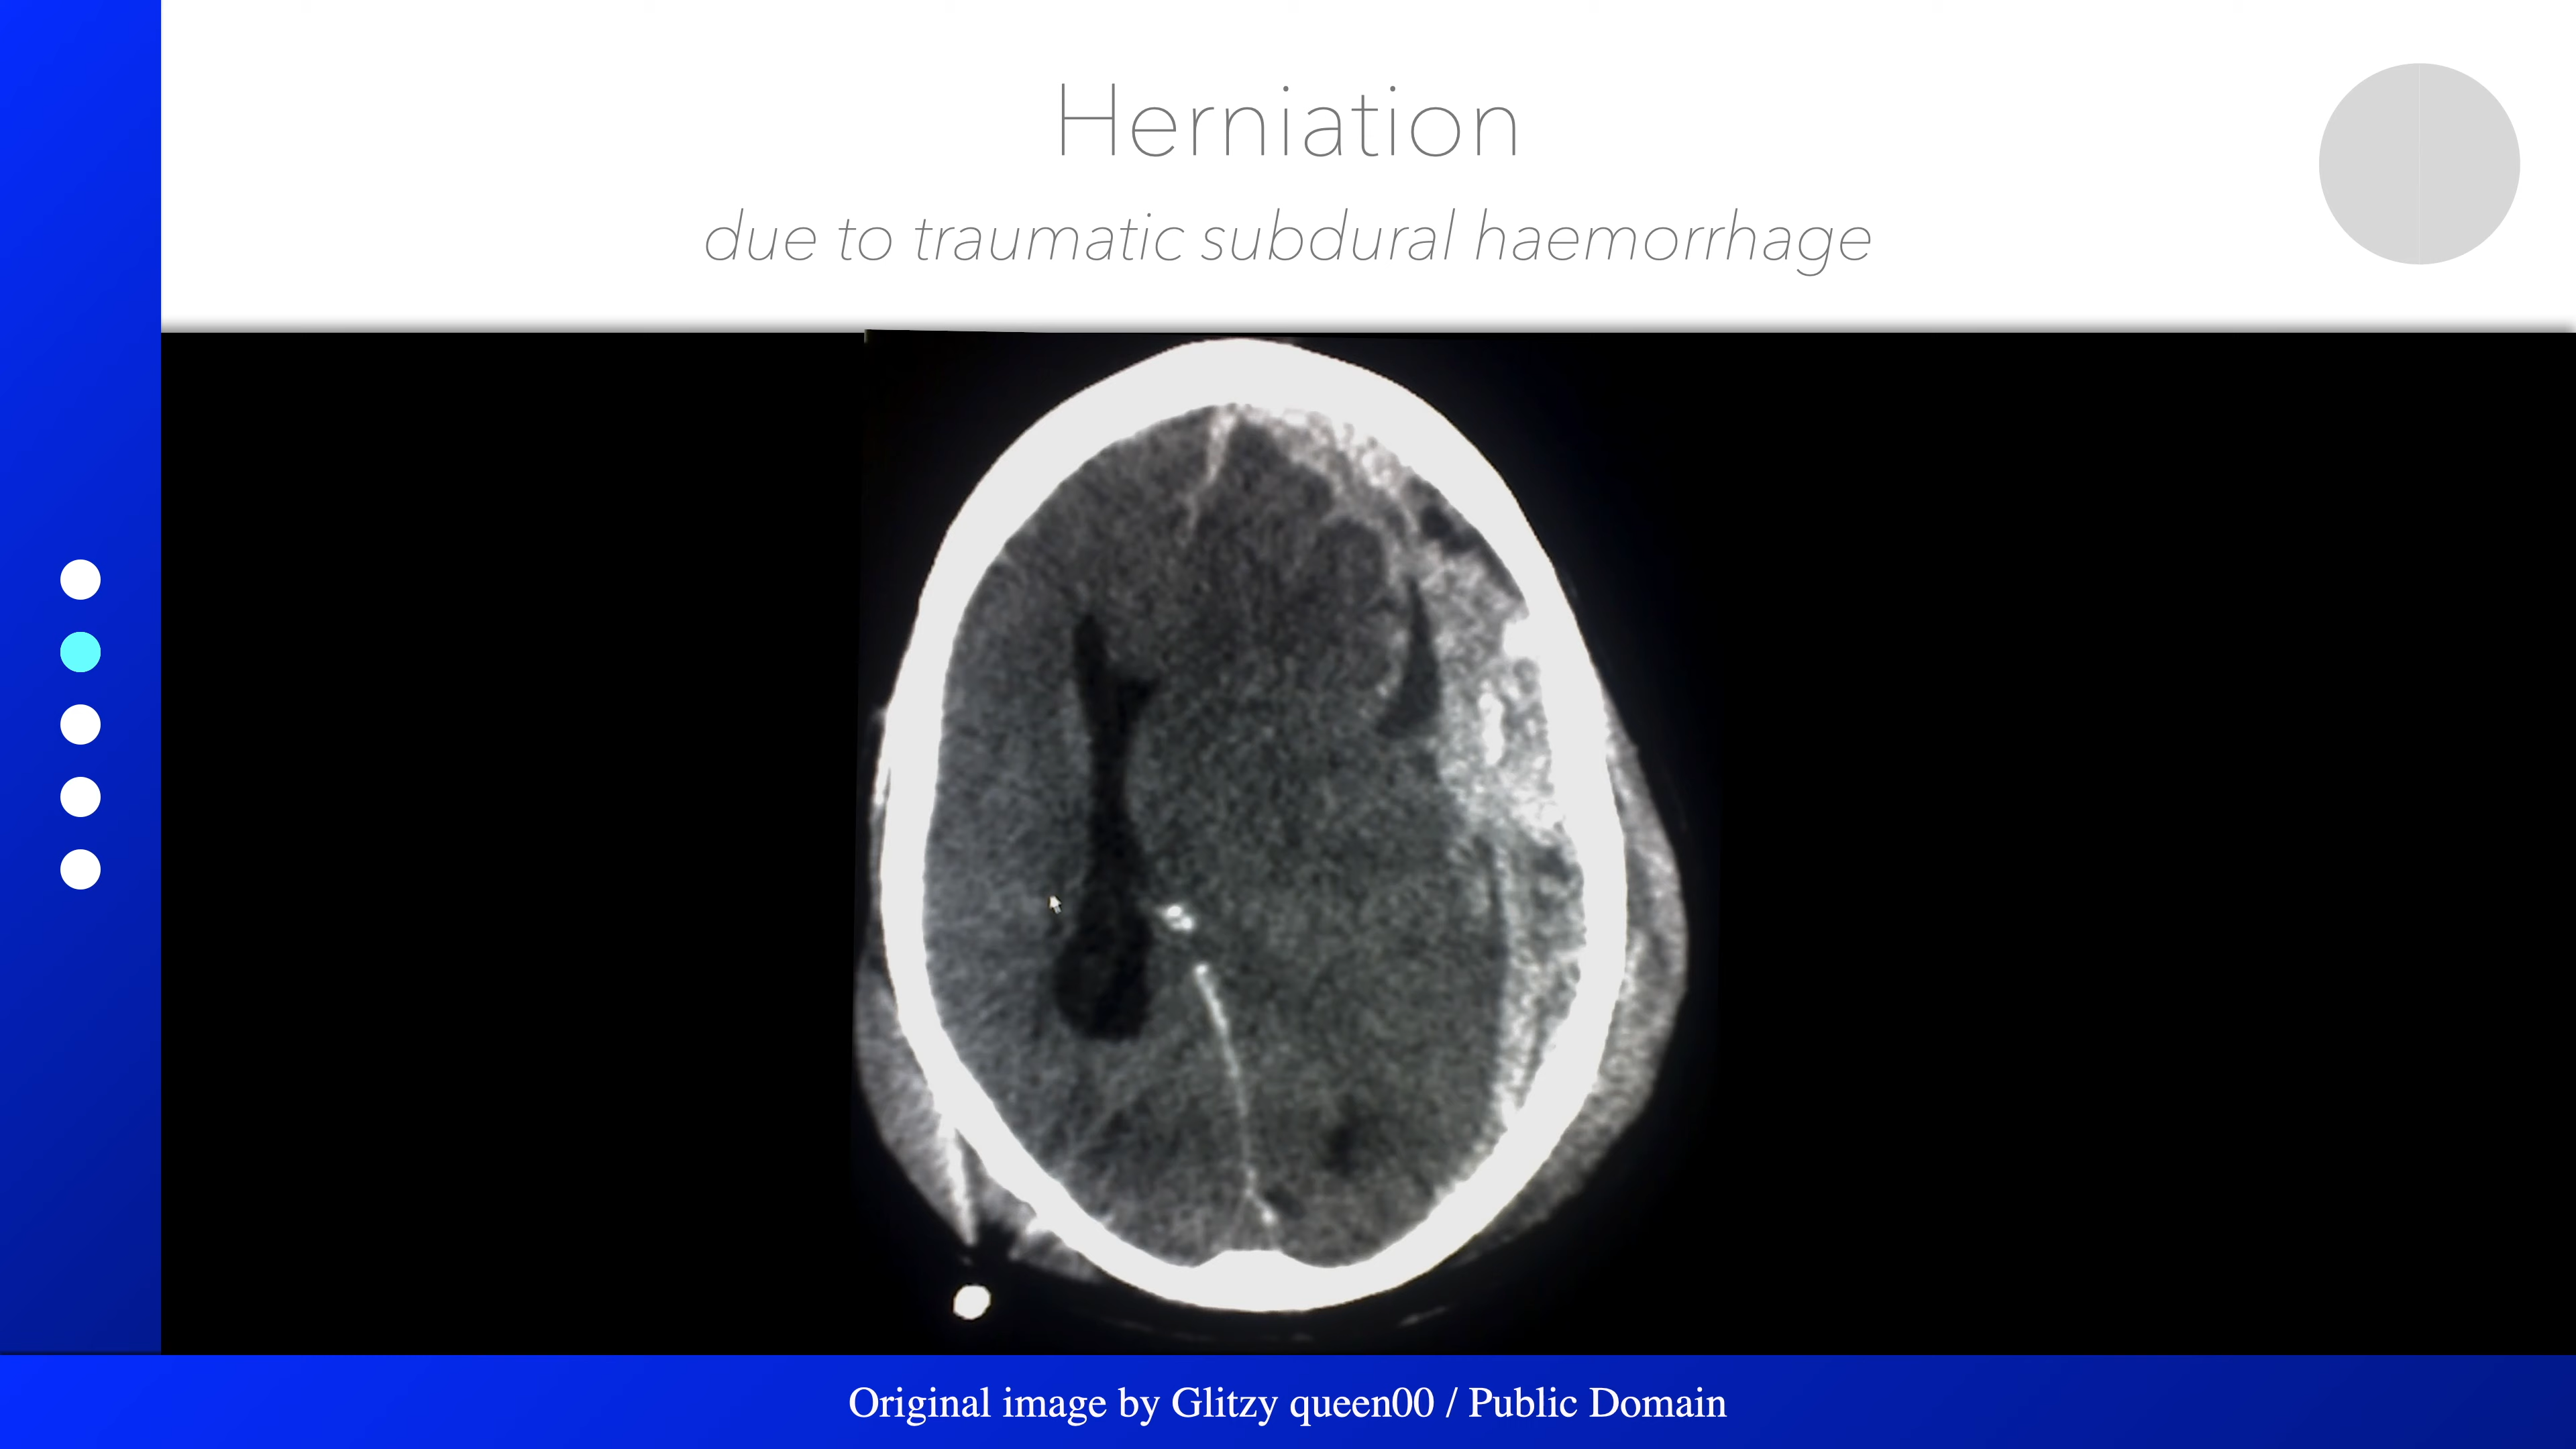 Herniation
due to traumatic subdural haemorrhage
Original image by Glitzy queen00 / Public Domain